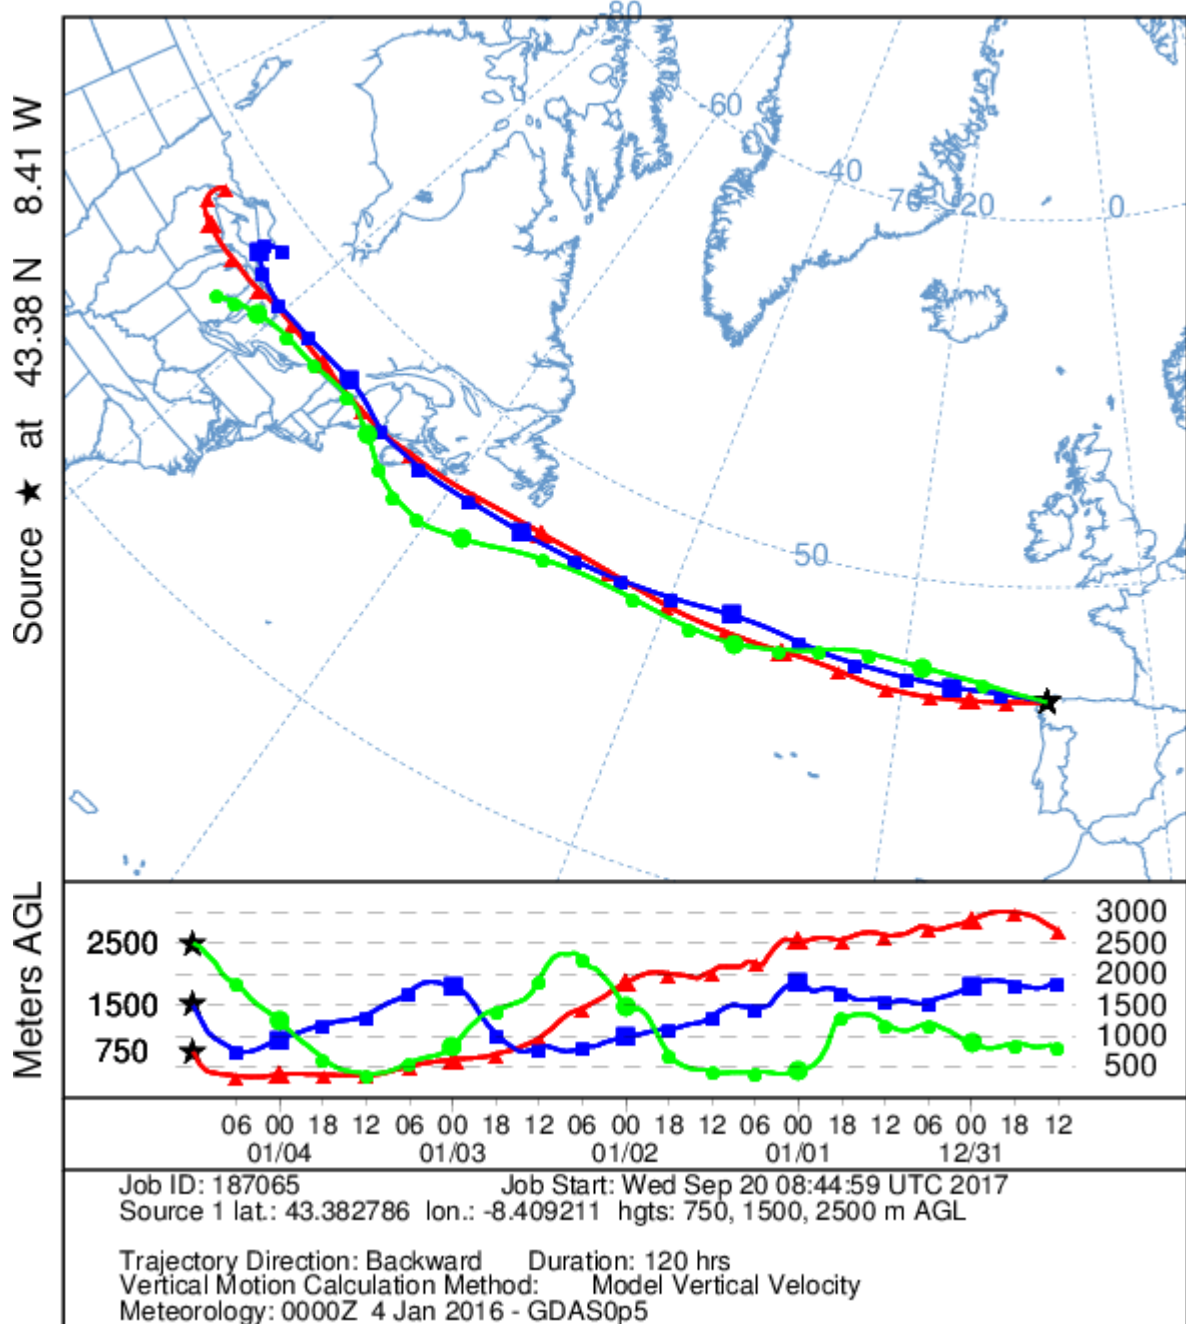 80
60
40
70
20
0
50
Source ★ at 43.38 N 8.41 W
Meters AGL
2500
1500
750
3000
2500
2000
1500
1000
500
06 00 18 12 06 00 18 12 06 00 18 12 06 00 18 12 06 00 18 12
01/04 01/03 01/02 01/01 12/31
Job ID: 187065 Job Start: Wed Sep 20 08:44:59 UTC 2017
Source 1 lat.: 43.382786 lon.: -8.409211 hgts: 750, 1500, 2500 m AGL
Trajectory Direction: Backward Duration: 120 hrs
Vertical Motion Calculation Method: Model Vertical Velocity
Meteorology: 0000Z 4 Jan 2016 - GDAS0p5